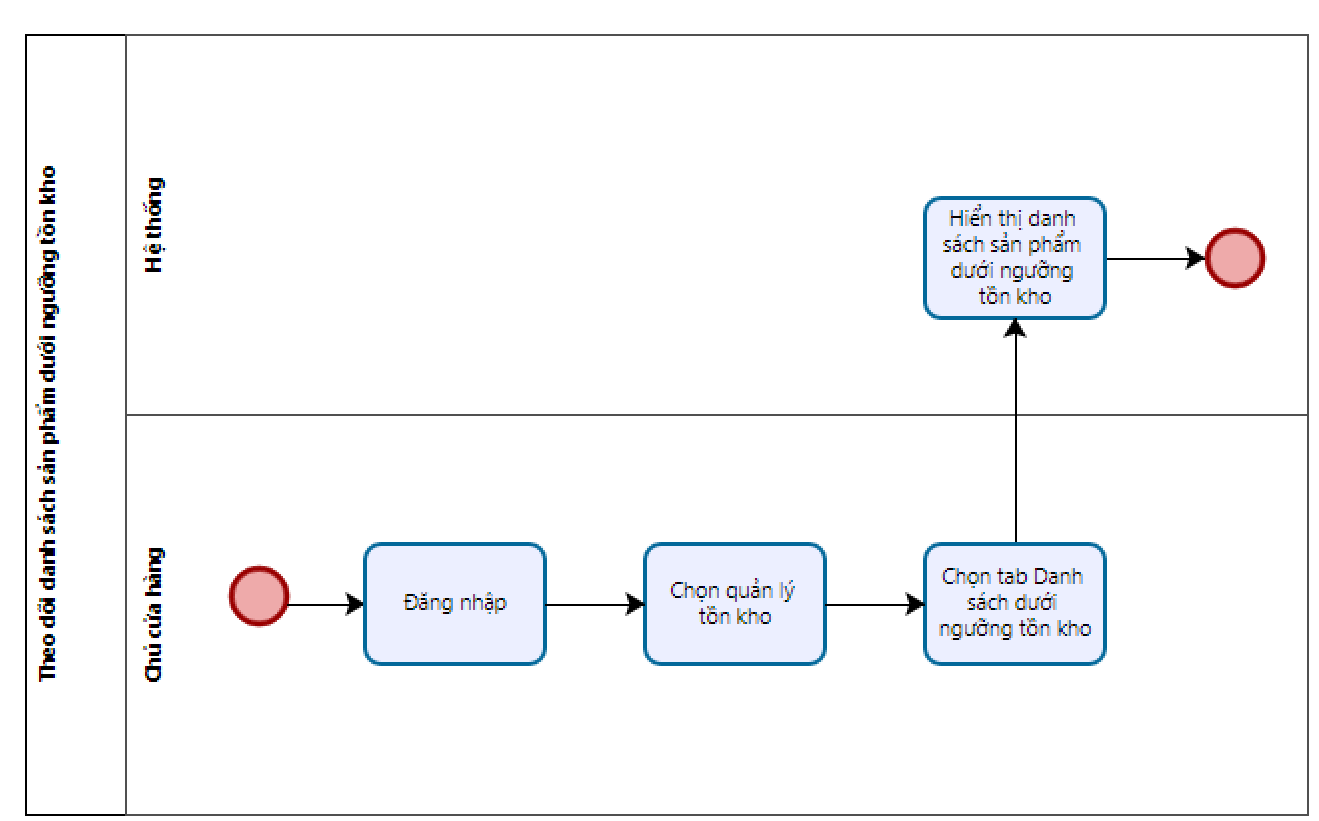 Theo dõi danh sách sản phẩm dưới ngưỡng tồn kho
Hệ thống
Hiển thị danh
sách sản phẩm
dưới ngưỡng
tồn kho
Chủ cửa hàng
Đăng nhập
Chọn quản lý
tồn kho
Chọn tab Danh
sách dưới
ngưỡng tồn kho